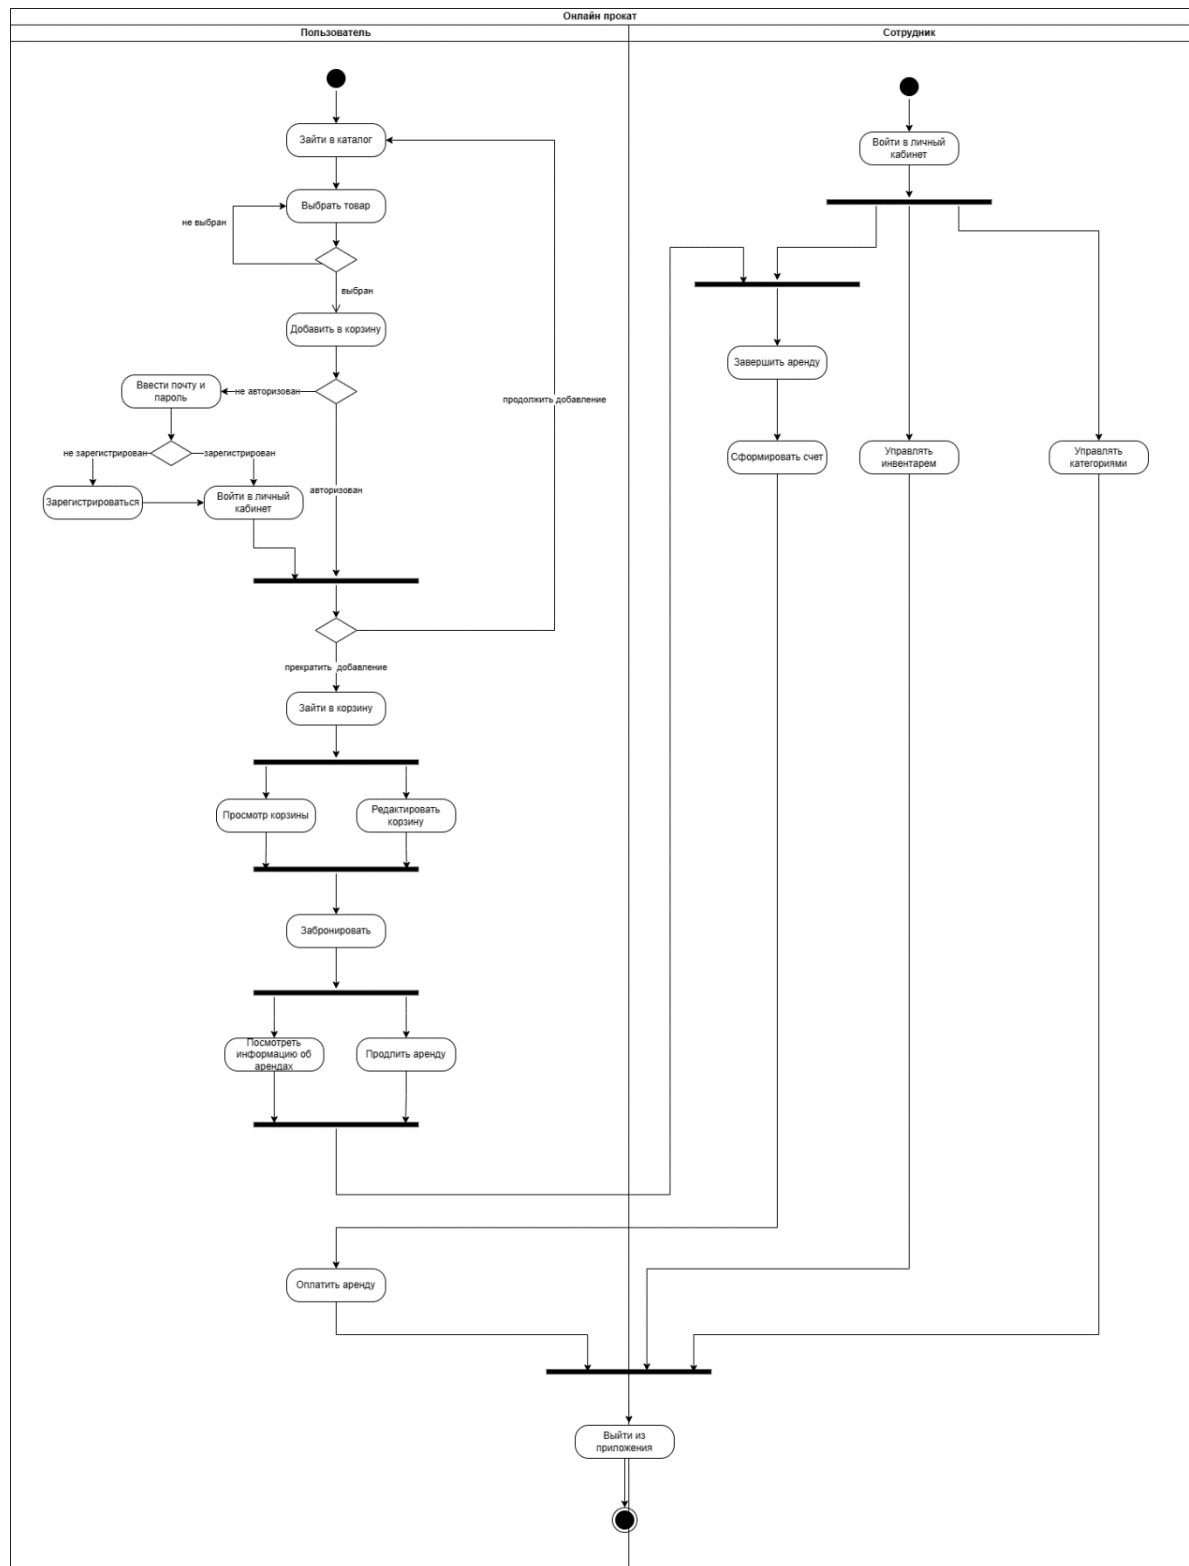 Онлайн прокат
Пользователь
Сотрудник
Зайти в каталог
Выбрать товар
не выбран
выбран
Добавить в корзину
не авторизован
Ввести почту и
пароль
продолжить добавление
не зарегистрирован
зарегистрирован
авторизован
Зарегистрироваться
Войти в личный
кабинет
прекратить добавление
Зайти в корзину
Просмотр корзины
Редактировать
корзину
Забронировать
Посмотреть
информацию об
арендах
Продлить аренду
Оплатить аренду
Войти в личный
кабинет
Завершить аренду
Сформировать счет
Управлять
инвентарем
Управлять
категориями
Выйти из
приложения